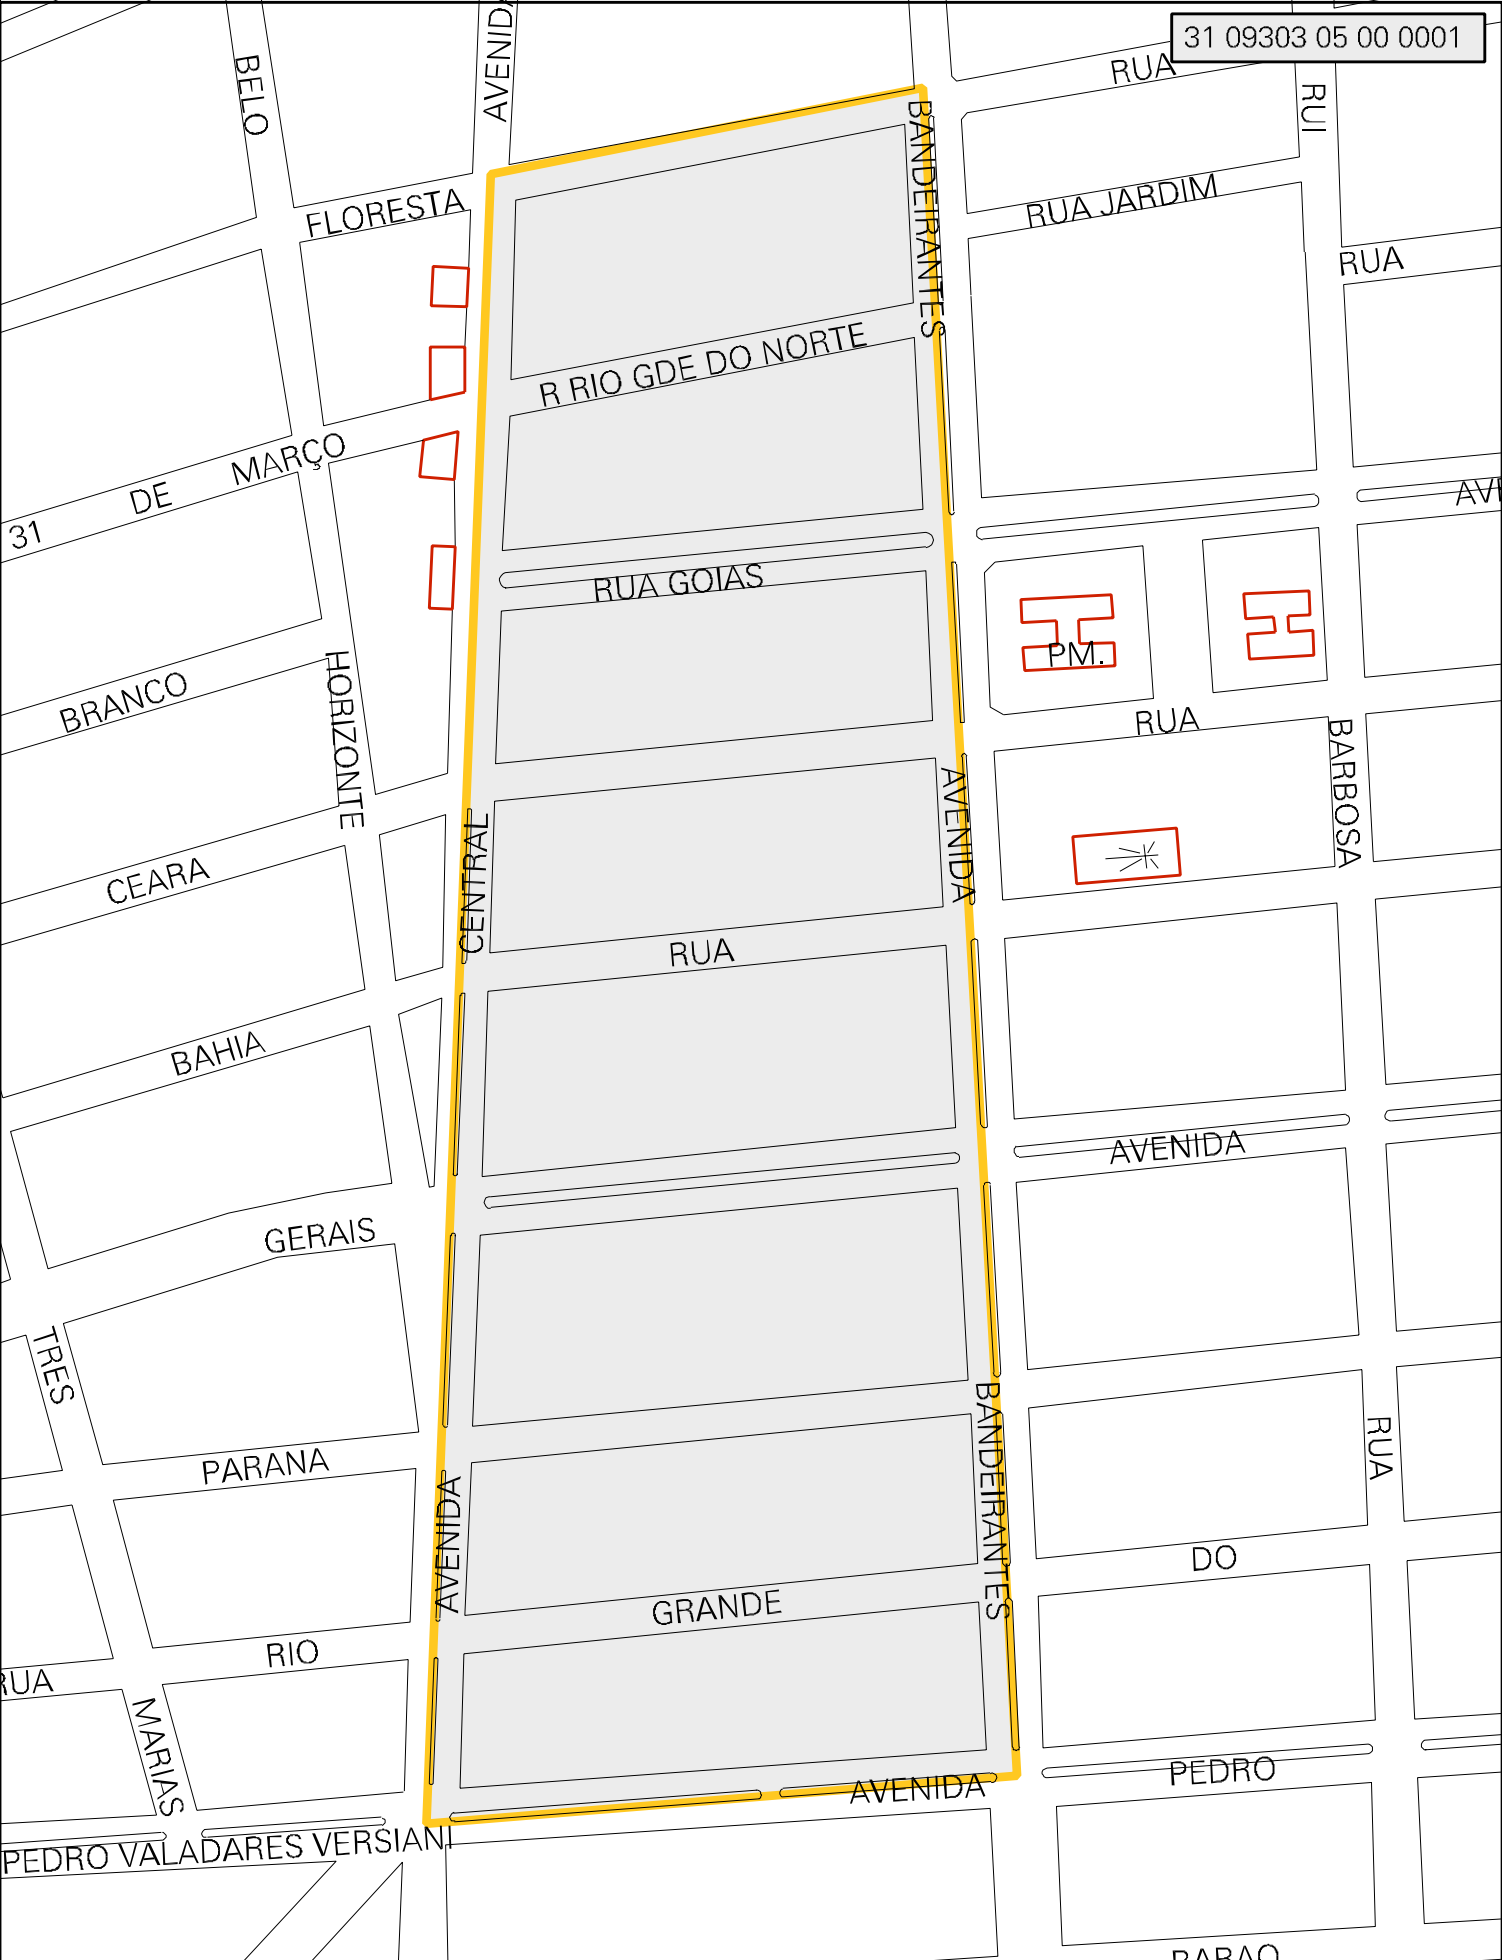 31 09303 05 00 0001
AVENIDA
RUA
BELO
RUI
BANDEIRANTES
FLORESTA
RUA JARDIM
RUA
R RIO GDE DO NORTE
31 DE MARÇO
AV
RUA GOIAS
PM.
BRANCO
HORIZONTE
RUA
BARBOSA
AVENIDA
CENTRAL
CEARA
RUA
BAHIA
AVENIDA
GERAIS
TRES
BANDEIRANTES
RUA
PARANA
AVENIDA
DO
GRANDE
RIO
RUA
MARIAS
PEDRO
AVENIDA
PEDRO VALADARES VERSIANI
BARAO